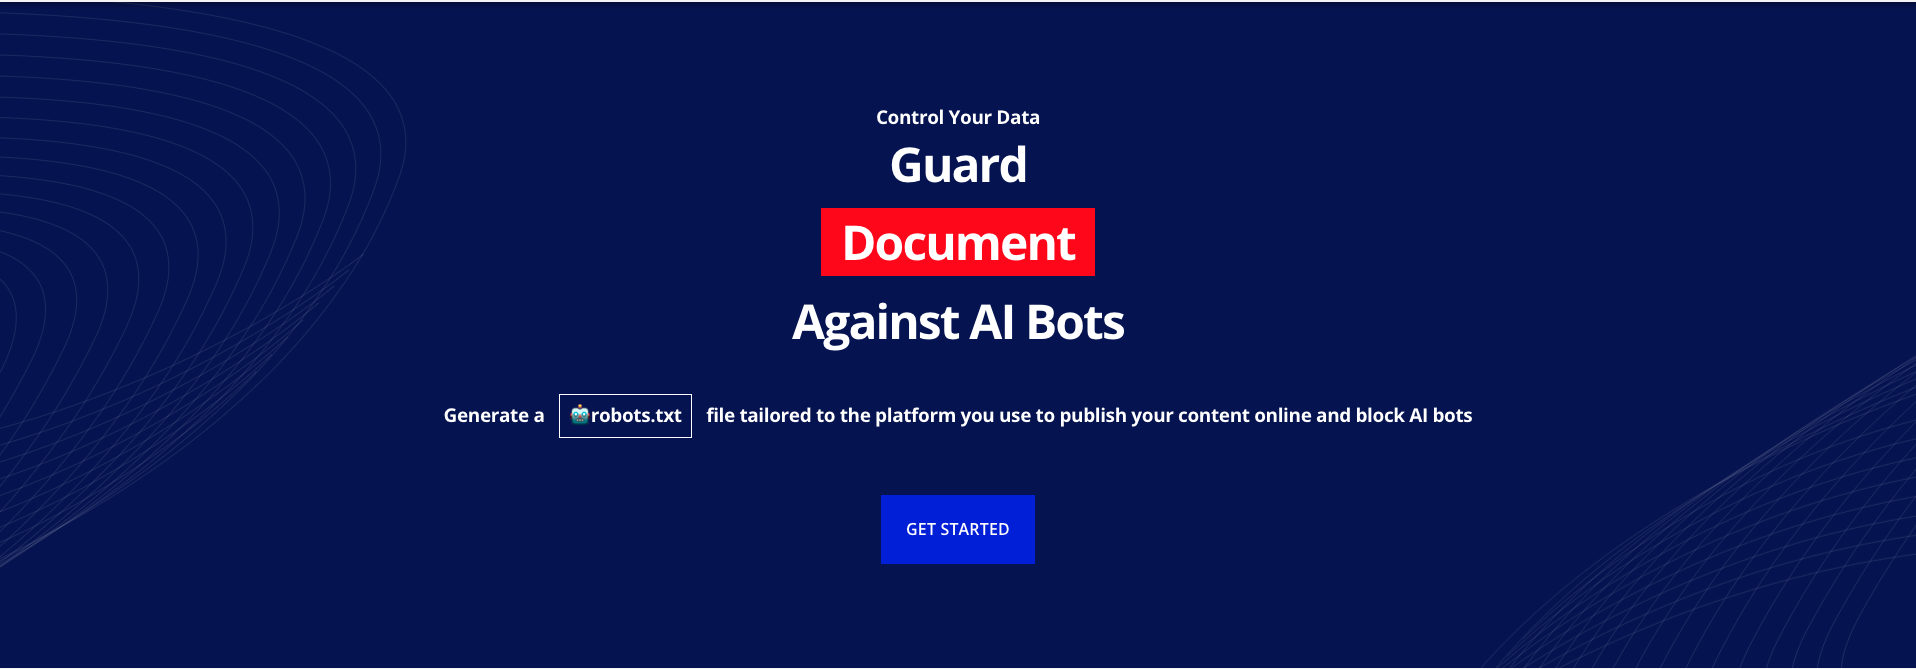 Control Your Data
Guard
Document
Against AI Bots
Generate a 🤖robots.txt file tailored to the platform you use to publish your content online and block AI bots
GET STARTED